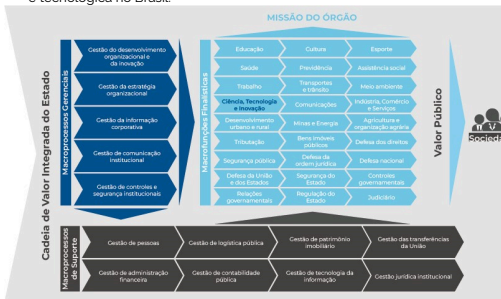 e tecnológica no Brasil.
MISSÃO DO ÓRGÃO
Cadeia de Valor Integrada do Estado
Macroprocessos Gerenciais
Gestão do desenvolvimento
organizacional e
da inovação
Gestão da estratégia
organizacional
Gestão da informação
corporativa
Gestão de comunicação
institucional
Gestão de controles e
segurança institucionais
Macrofunções Finalísticas
Educação
Cultura
Esporte
Saúde
Previdência
Assistência social
Trabalho
Transportes
e trânsito
Meio ambiente
Ciência, Tecnologia
e Inovação
Comunicações
Indústria, Comércio
e Serviços
Desenvolvimento
urbano e rural
Minas e Energia
Agricultura e
organização agrária
Tributação
Bens imóveis
públicos
Defesa dos direitos
Segurança pública
Defesa da
ordem jurídica
Defesa nacional
Defesa da União
e dos Estados
Segurança do
Estado
Controles
governamentais
Relações
governamentais
Regulação do
Estado
Judiciário
Valor Público
Socieda
Macroprocessos
de Suporte
Gestão de pessoas
Gestão de logística pública
Gestão de patrimônio
imobiliário
Gestão das transferências
da União
Gestão de administração
financeira
Gestão de contabilidade
pública
Gestão de tecnologia da
informação
Gestão jurídica Institucional